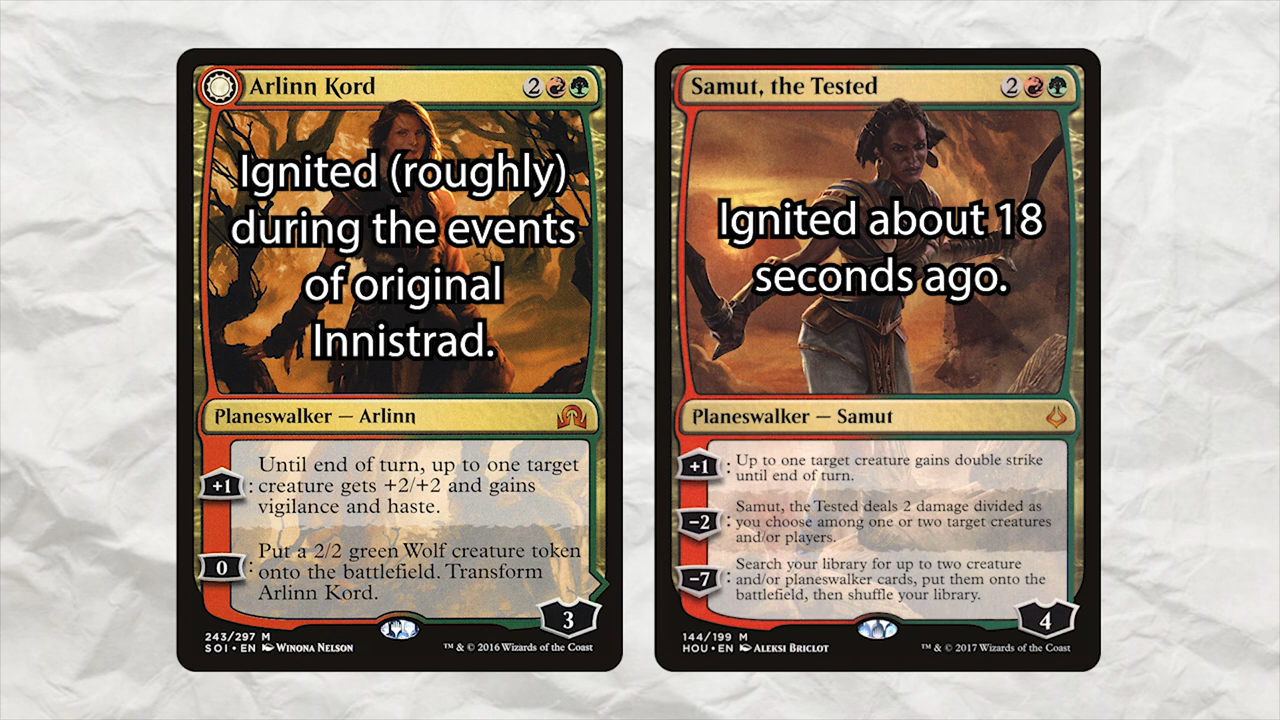 Arlinn Kord 2
Ignited (roughly)
during the events
of original
Innistrad.
Planeswalker — Arlinn
+1 : Until end of turn, up to one target
creature gets +2/+2 and gains
vigilance and haste.
0 : Put a 2/2 green Wolf creature token
onto the battlefield. Transform
Arlinn Kord.
3
243/297 M
SOI • EN Winona Nelson ™ & © 2016 Wizards of the Coast
Samut, the Tested 2
Ignited about 18
seconds ago.
Planeswalker — Samut
+1 : Up to one target creature gains double strike
until end of turn.
-2 : Samut, the Tested deals 2 damage divided as
you choose among one or two target creatures
and/or players.
-7 : Search your library for up to two creature
and/or planeswalker cards, put them onto the
battlefield, then shuffle your library.
4
144/199 M
HOU • EN Aleksi Briclot ™ & © 2017 Wizards of the Coast